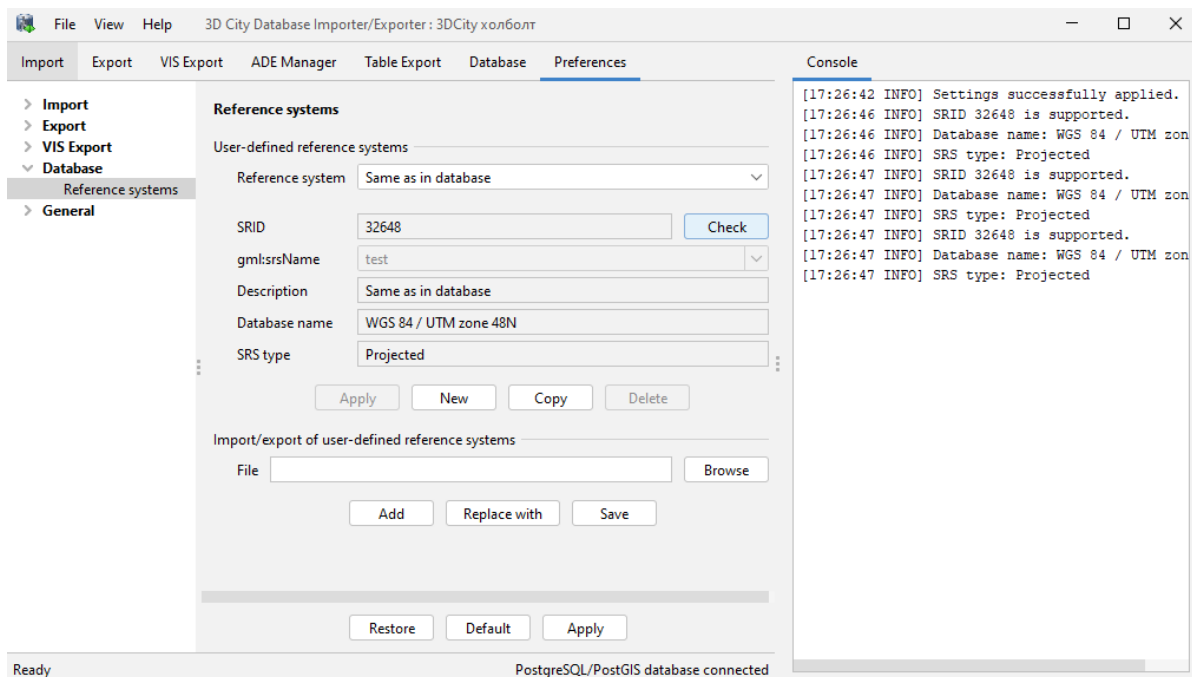 File View Help 3D City Database Importer/Exporter : 3DCity холболт
Import Export VIS Export ADE Manager Table Export Database Preferences
Import
Export
VIS Export
Database
Reference systems
General
Reference systems
User-defined reference systems
Reference system Same as in database
SRID 32648 Check
gml:srsName test
Description Same as in database
Database name WGS 84 / UTM zone 48N
SRS type Projected
Apply New Copy Delete
Import/export of user-defined reference systems
File Browse
Add Replace with Save
Restore Default Apply
Console
[17:26:42 INFO] Settings successfully applied.
[17:26:46 INFO] SRID 32648 is supported.
[17:26:46 INFO] Database name: WGS 84 / UTM zon
[17:26:46 INFO] SRS type: Projected
[17:26:47 INFO] SRID 32648 is supported.
[17:26:47 INFO] Database name: WGS 84 / UTM zon
[17:26:47 INFO] SRS type: Projected
[17:26:47 INFO] SRID 32648 is supported.
[17:26:47 INFO] Database name: WGS 84 / UTM zon
[17:26:47 INFO] SRS type: Projected
Ready PostgreSQL/PostGIS database connected